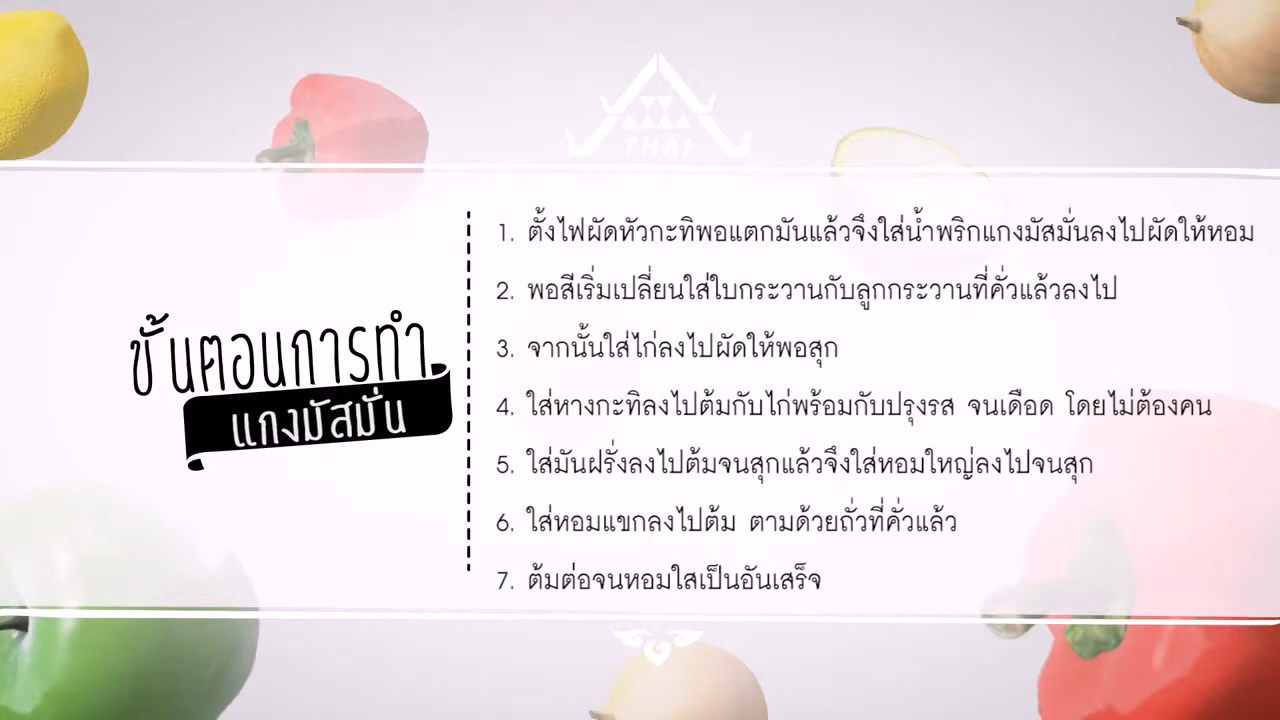 THAI
ขั้นตอนการทำ
แกงมัสมั่น
1. ตั้งไฟผัดหัวกะทิพอแตกมันแล้วจึงใส่น้ำพริกแกงมัสมั่นลงไปผัดให้หอม
2. พอสีเริ่มเปลี่ยนใส่ใบกระวานกับลูกกระวานที่คั่วแล้วลงไป
3. จากนั้นใส่ไก่ลงไปผัดให้พอสุก
4. ใส่หางกะทิลงไปต้มกับไก่พร้อมกับปรุงรส จนเดือด โดยไม่ต้องคน
5. ใส่มันฝรั่งลงไปต้มจนสุกแล้วจึงใส่หอมใหญ่ลงไปจนสุก
6. ใส่หอมแขกลงไปต้ม ตามด้วยถั่วที่คั่วแล้ว
7. ต้มต่อจนหอมใสเป็นอันเสร็จ